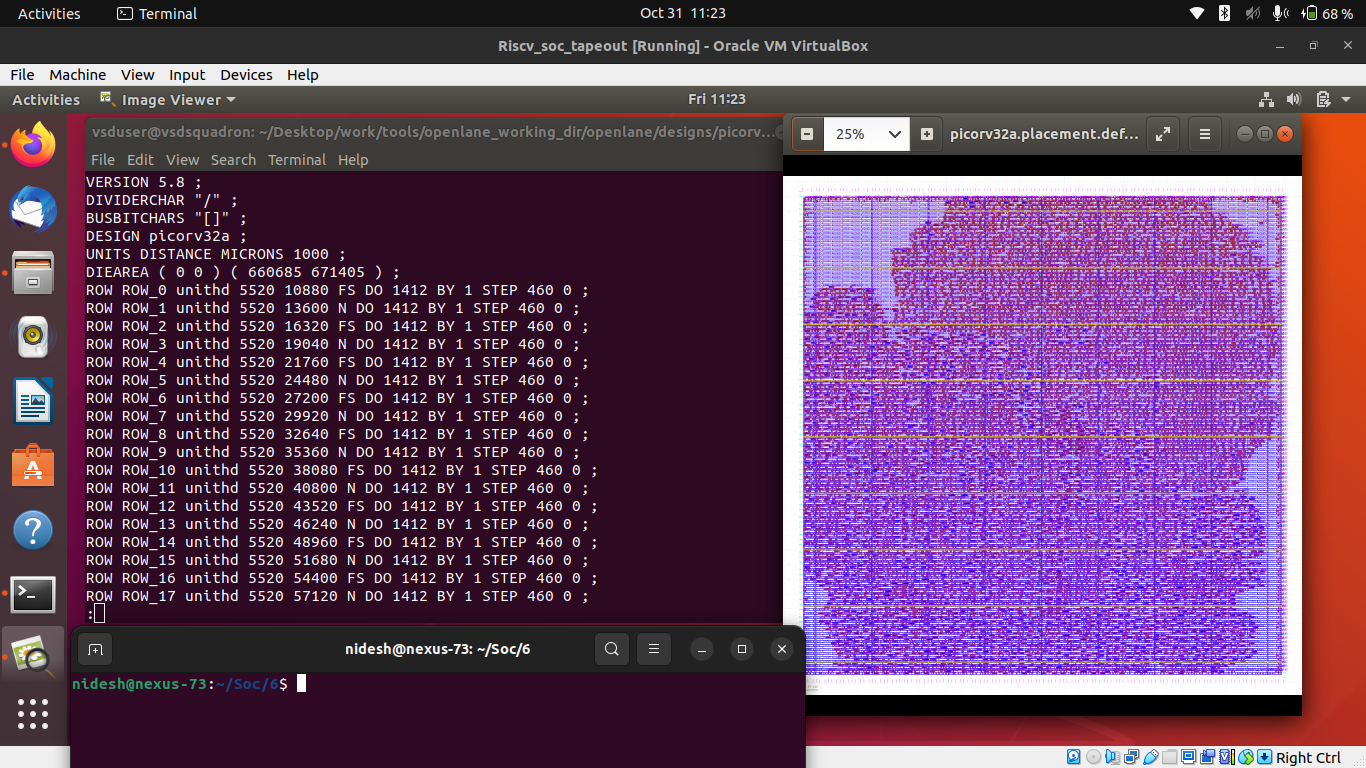 Activities Terminal Oct 31 11:23 68 %
Riscv_soc_tapeout [Running] - Oracle VM VirtualBox
File Machine View Input Devices Help
Activities Image Viewer Fri 11:23
vsduser@vsdsquadron: ~/Desktop/work/tools/openlane_working_dir/openlane/designs/picorv...
File Edit View Search Terminal Help
VERSION 5.8 ;
DIVIDERCHAR "/" ;
BUSBITCHARS "[]" ;
DESIGN picorv32a ;
UNITS DISTANCE MICRONS 1000 ;
DIEAREA ( 0 0 ) ( 660685 671405 ) ;
ROW ROW_0 unithd 5520 10880 FS DO 1412 BY 1 STEP 460 0 ;
ROW ROW_1 unithd 5520 13600 N DO 1412 BY 1 STEP 460 0 ;
ROW ROW_2 unithd 5520 16320 FS DO 1412 BY 1 STEP 460 0 ;
ROW ROW_3 unithd 5520 19040 N DO 1412 BY 1 STEP 460 0 ;
ROW ROW_4 unithd 5520 21760 FS DO 1412 BY 1 STEP 460 0 ;
ROW ROW_5 unithd 5520 24480 N DO 1412 BY 1 STEP 460 0 ;
ROW ROW_6 unithd 5520 27200 FS DO 1412 BY 1 STEP 460 0 ;
ROW ROW_7 unithd 5520 29920 N DO 1412 BY 1 STEP 460 0 ;
ROW ROW_8 unithd 5520 32640 FS DO 1412 BY 1 STEP 460 0 ;
ROW ROW_9 unithd 5520 35360 N DO 1412 BY 1 STEP 460 0 ;
ROW ROW_10 unithd 5520 38080 FS DO 1412 BY 1 STEP 460 0 ;
ROW ROW_11 unithd 5520 40800 N DO 1412 BY 1 STEP 460 0 ;
ROW ROW_12 unithd 5520 43520 FS DO 1412 BY 1 STEP 460 0 ;
ROW ROW_13 unithd 5520 46240 N DO 1412 BY 1 STEP 460 0 ;
ROW ROW_14 unithd 5520 48960 FS DO 1412 BY 1 STEP 460 0 ;
ROW ROW_15 unithd 5520 51680 N DO 1412 BY 1 STEP 460 0 ;
ROW ROW_16 unithd 5520 54400 FS DO 1412 BY 1 STEP 460 0 ;
ROW ROW_17 unithd 5520 57120 N DO 1412 BY 1 STEP 460 0 ;
:
25% picorv32a.placement.def...
nidesh@nexus-73: ~/Soc/6
nidesh@nexus-73:~/Soc/6$
Right Ctrl